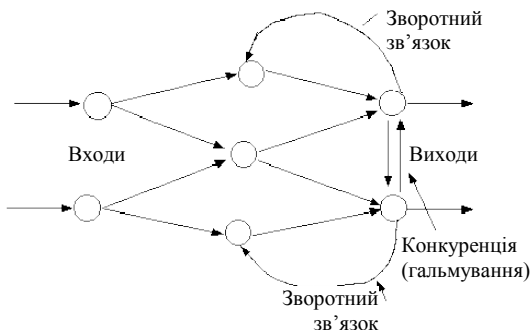 Зворотний
зв’язок
Входи
Виходи
Конкуренція
(гальмування)
Зворотний
зв’язок